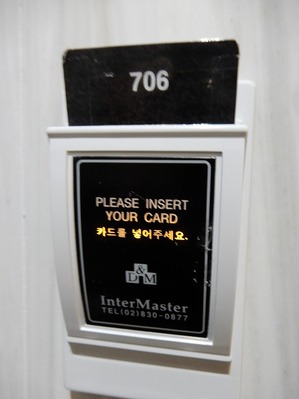 706
PLEASE INSERT
YOUR CARD
카드를 넣어주세요.
D&M
InterMaster
TEL(02)830-0877